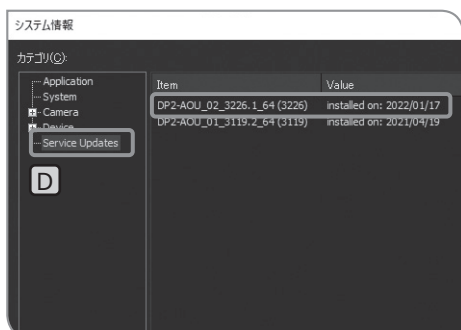 システム情報
カテゴリ(C):
Application
System
Camera
Device
Service Updates
D
Item Value
DP2-AOU_02_3226.1_64 (3226) installed on: 2022/01/17
DP2-AOU_01_3119.2_64 (3119) installed on: 2021/04/19